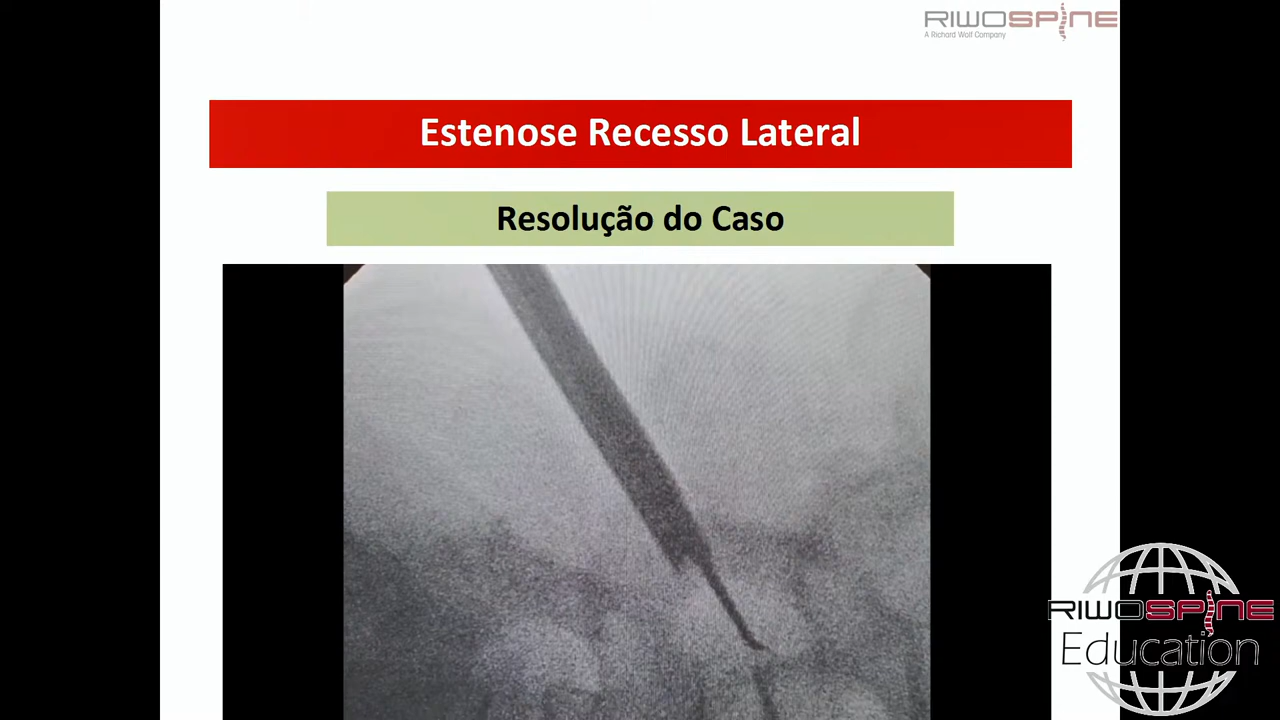 RIWOSPINE
A Richard Wolf Company
Estenose Recesso Lateral
Resolução do Caso
RIWOSPINE
Education